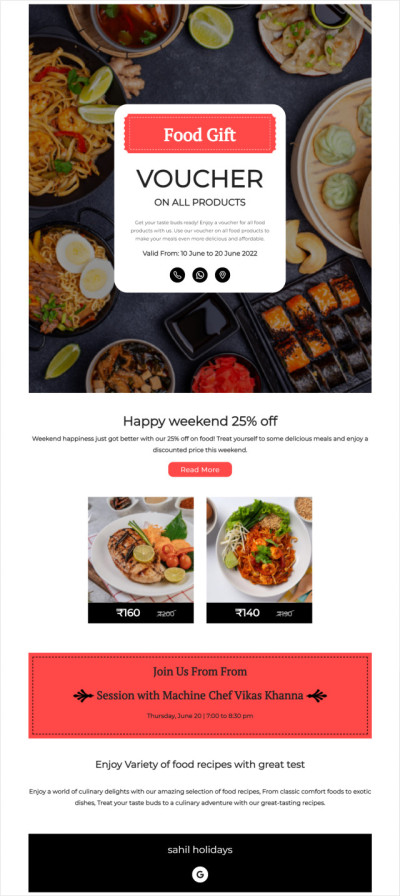 Food Gift
VOUCHER
ON ALL PRODUCTS
Get your taste buds ready! Enjoy a voucher for all food
products with us. Use our voucher on all food products to
make your meals even more delicious and affordable.
Valid From: 10 June to 20 June 2022
Happy weekend 25% off
Weekend happiness just got better with our 25% off on food! Treat yourself to some delicious meals and enjoy a
discounted price this weekend.
Read More
₹160 ₹200
₹140 ₹190
Join Us From From
Session with Machine Chef Vikas Khanna
Thursday, June 20 | 7:00 to 8:30 pm
Enjoy Variety of food recipes with great test
Enjoy a world of culinary delights with our amazing selection of food recipes, From classic comfort foods to exotic
dishes, Treat your taste buds to a culinary adventure with our great-tasting recipes.
sahil holidays
G